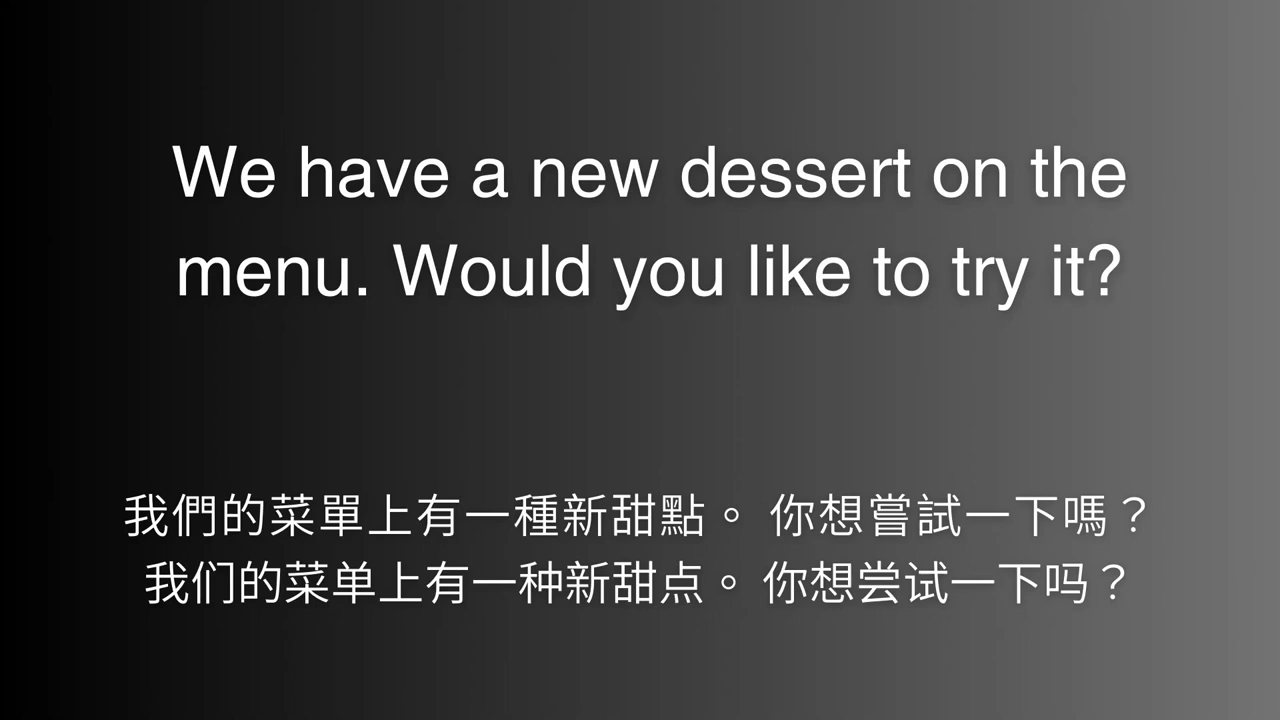 We have a new dessert on the
menu. Would you like to try it?
我們的菜單上有一種新甜點。 你想嘗試一下嗎？
我们的菜单上有一种新甜点。 你想尝试一下吗？